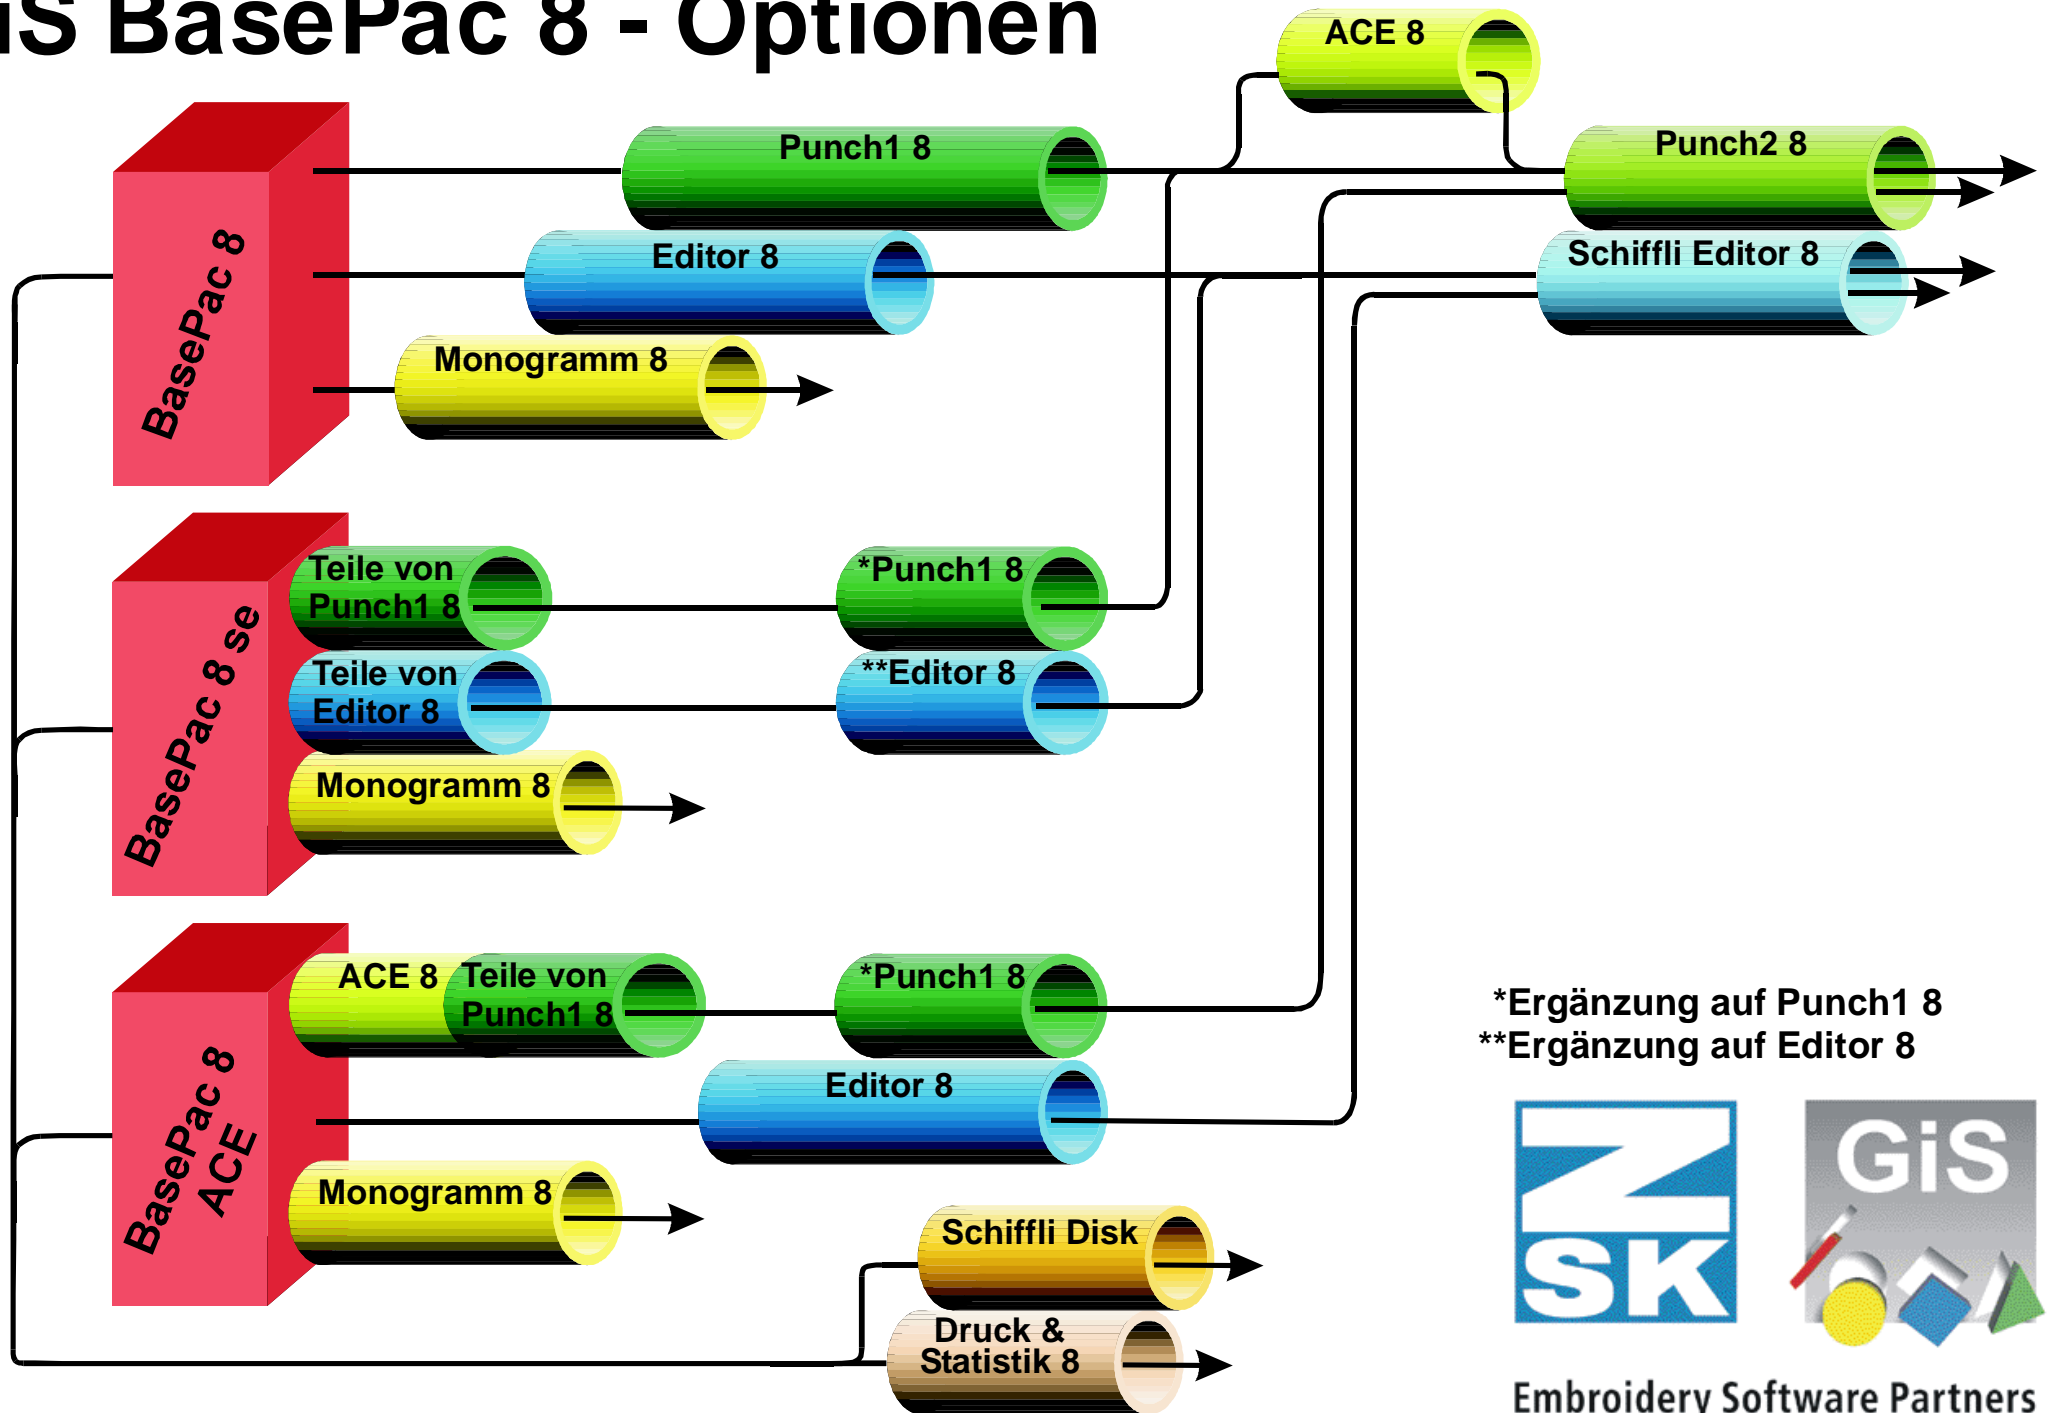 iS BasePac 8 - Optionen
ACE 8
Punch1 8
Punch2 8
Editor 8
Schiffli Editor 8
Monogramm 8
BasePac 8
Teile von
Punch1 8
*Punch1 8
Teile von
Editor 8
**Editor 8
Monogramm 8
BasePac 8 se
ACE 8
Teile von
Punch1 8
*Punch1 8
Editor 8
Monogramm 8
BasePac 8
ACE
Schiffli Disk
Druck &
Statistik 8
*Ergänzung auf Punch1 8
**Ergänzung auf Editor 8
Z
SK
GiS
Embroidery Software Partners